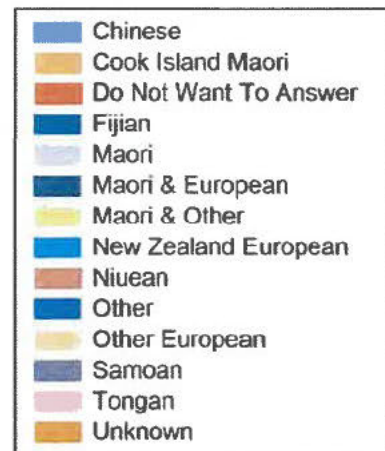 Chinese
Cook Island Maori
Do Not Want To Answer
Fijian
Maori
Maori & European
Maori & Other
New Zealand European
Niuean
Other
Other European
Samoan
Tongan
Unknown